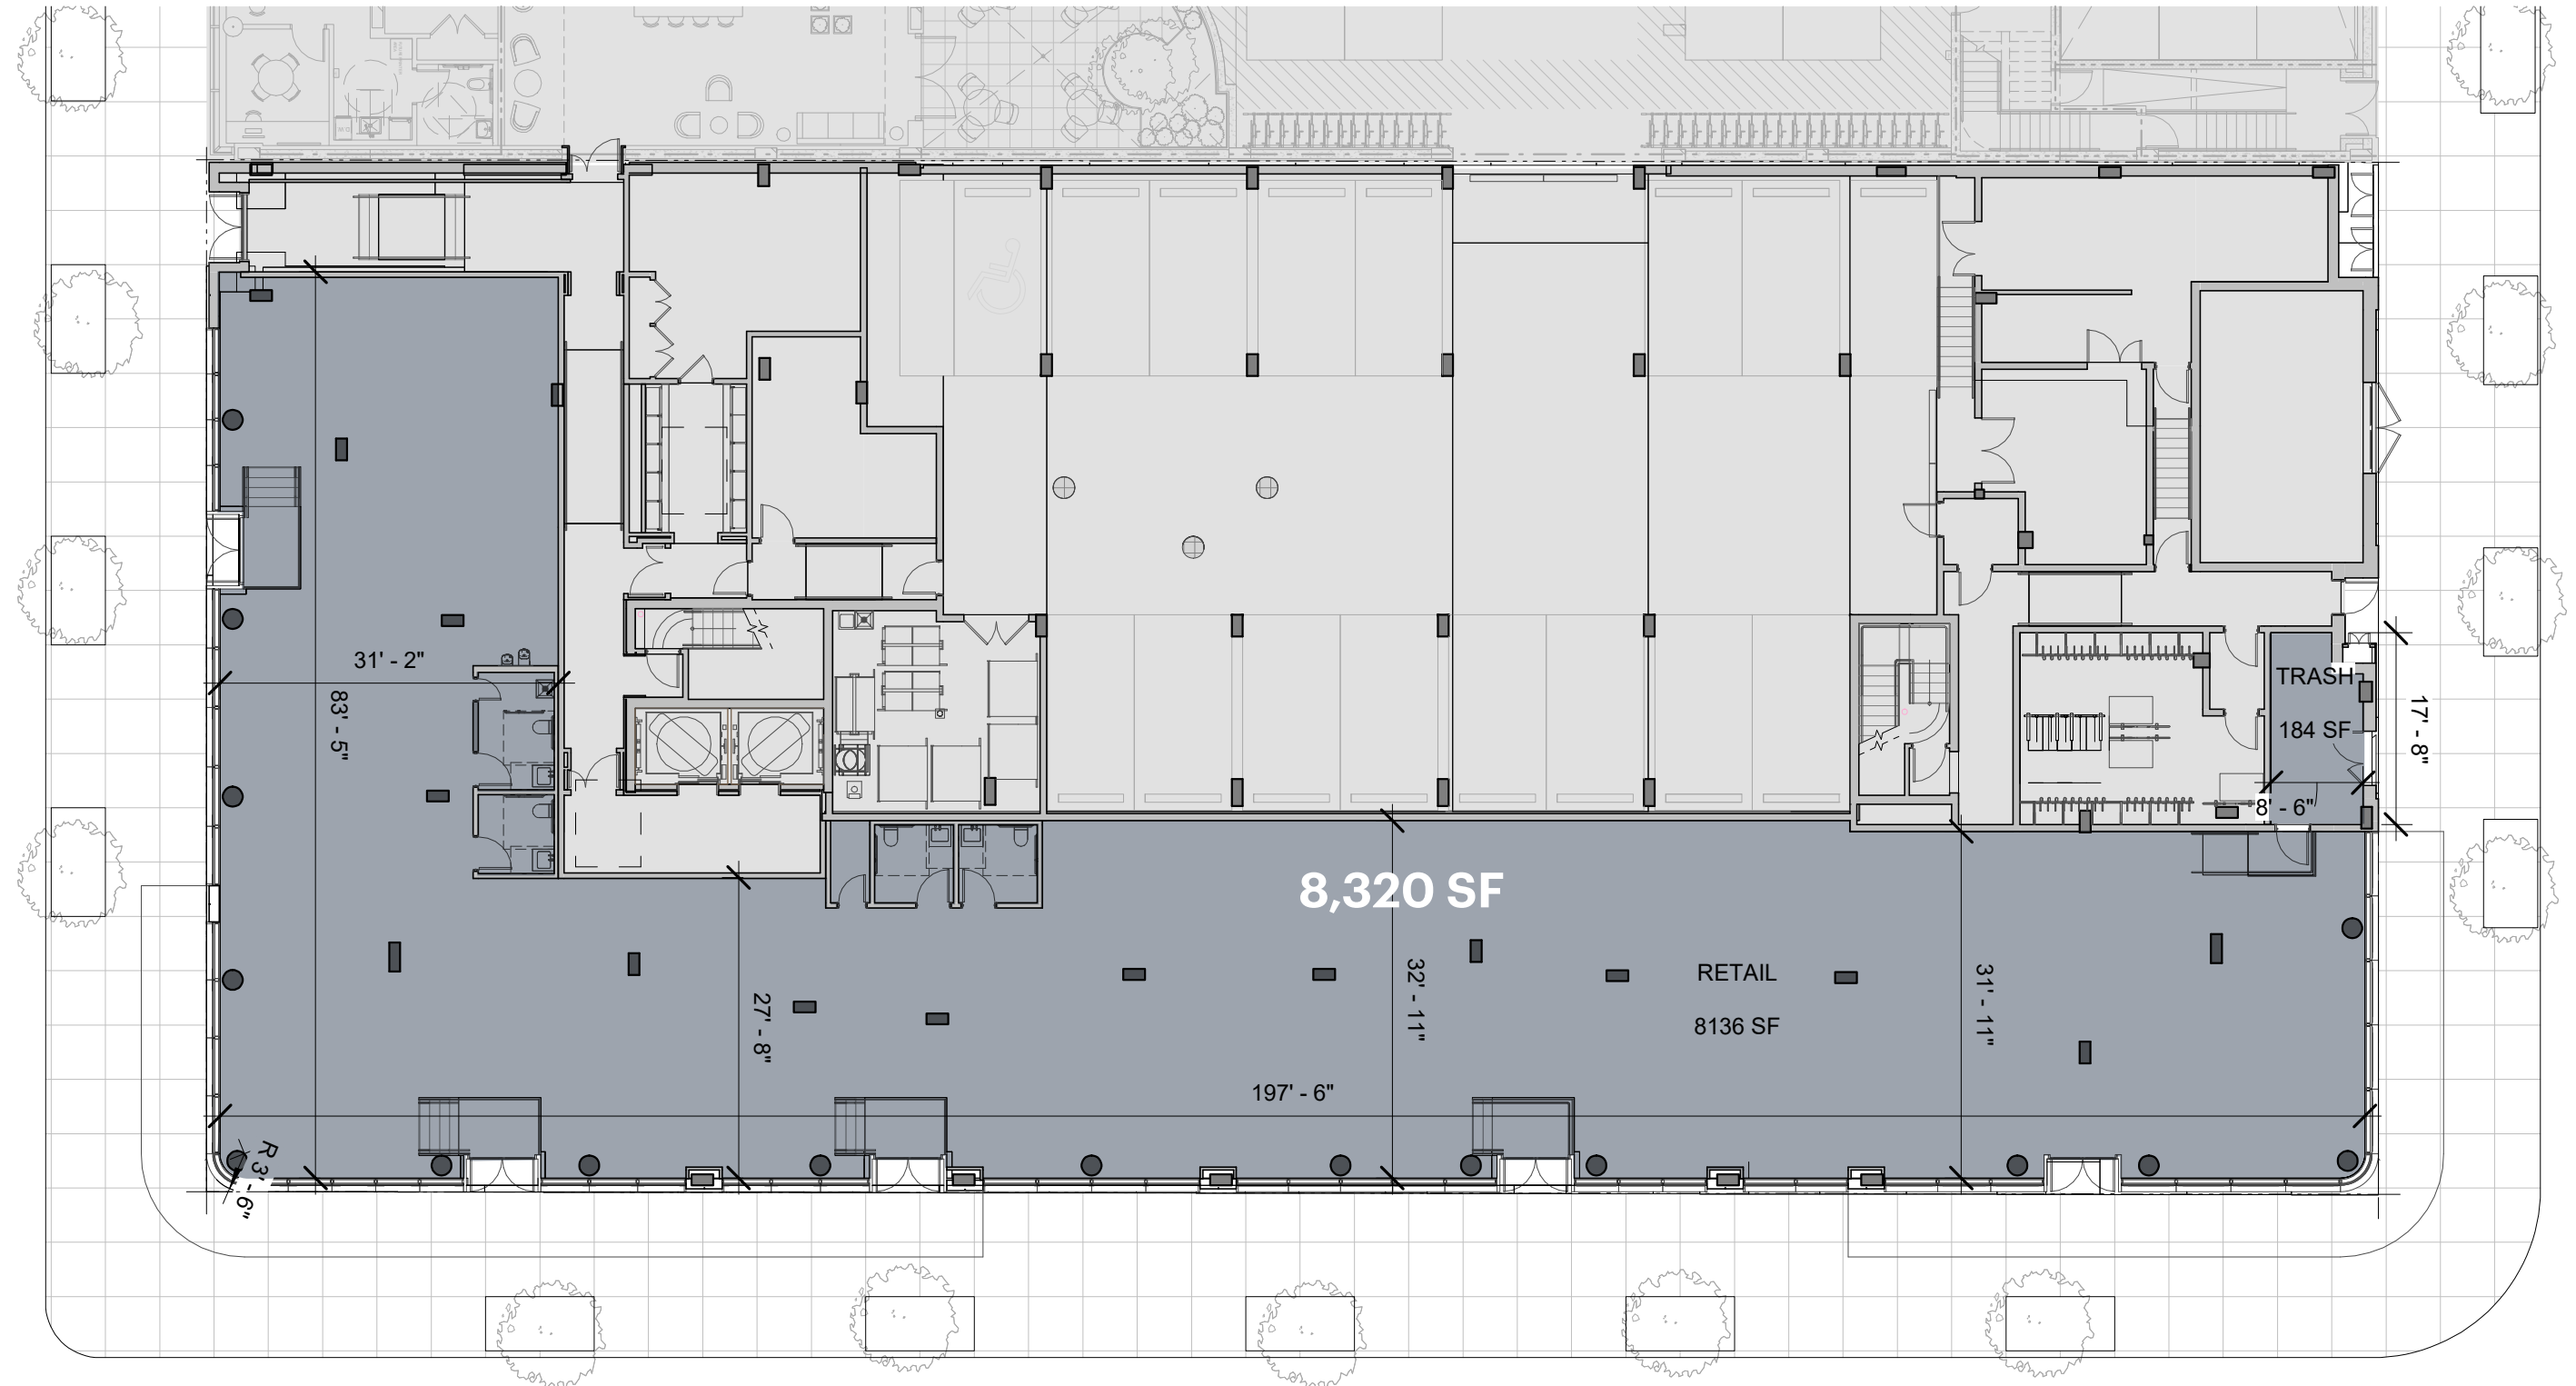 31' - 2"
83' - 5"
TRASH
184 SF
17' - 8"
8' - 6"
8,320 SF
RETAIL
8136 SF
27' - 8"
32' - 11"
31' - 11"
197' - 6"
R 3' - 6"